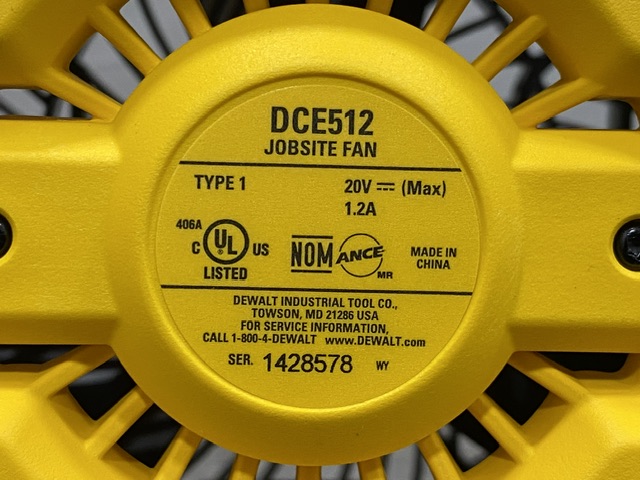 DCE512
JOBSITE FAN
TYPE 1
20V ⎓ (Max)
1.2A
406A
C UL US
LISTED
NOM
ANCE
MR
MADE IN
CHINA
DEWALT INDUSTRIAL TOOL CO.,
TOWSON, MD 21286 USA
FOR SERVICE INFORMATION,
CALL 1-800-4-DEWALT www.DEWALT.com
SER. 1428578 WY